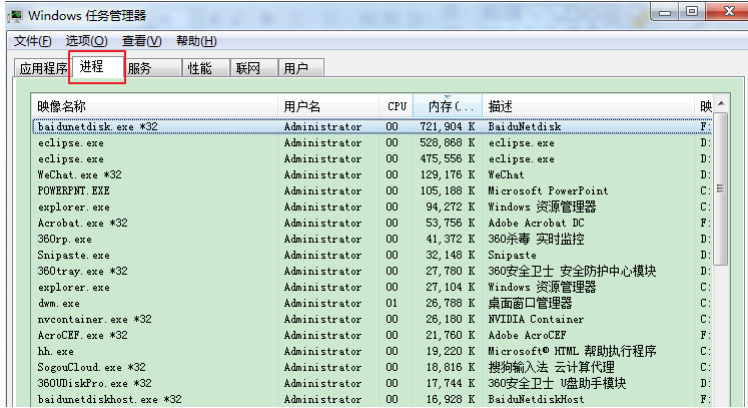 Windows 任务管理器
文件(F) 选项(O) 查看(V) 帮助(H)
应用程序 进程 服务 性能 联网 用户
映像名称 用户名 CPU 内存(... 描述 映
baidunetdisk.exe *32 Administrator 00 721,904 K BaiduNetdisk F:
eclipse.exe Administrator 00 528,868 K eclipse.exe D:
eclipse.exe Administrator 00 475,556 K eclipse.exe D:
WeChat.exe *32 Administrator 00 129,176 K WeChat D:
POWERPNT.EXE Administrator 00 105,188 K Microsoft PowerPoint C:
explorer.exe Administrator 00 94,272 K Windows 资源管理器 C:
Acrobat.exe *32 Administrator 00 53,756 K Adobe Acrobat DC F:
360rp.exe Administrator 00 41,372 K 360杀毒 实时监控 D:
Snipaste.exe Administrator 00 32,148 K Snipaste D:
360tray.exe *32 Administrator 00 27,780 K 360安全卫士 安全防护中心模块 D:
explorer.exe Administrator 00 27,104 K Windows 资源管理器 C:
dwm.exe Administrator 01 26,788 K 桌面窗口管理器 C:
nvcontainer.exe *32 Administrator 00 26,180 K NVIDIA Container C:
AcroCEF.exe *32 Administrator 00 21,760 K Adobe AcroCEF F:
hh.exe Administrator 00 19,220 K Microsoft® HTML 帮助执行程序 C:
SogouCloud.exe *32 Administrator 00 18,816 K 搜狗输入法 云计算代理 C:
360UDiskPro.exe *32 Administrator 00 17,744 K 360安全卫士 U盘助手模块 D:
baidunetdiskhost.exe *32 Administrator 00 16,928 K BaiduNetdiskHost F: